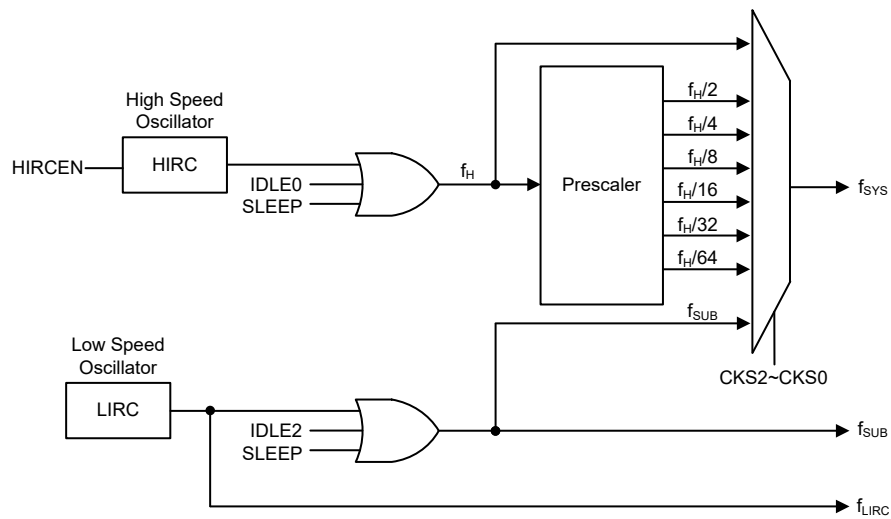 High Speed
Oscillator
HIRCEN
HIRC
IDLE0
SLEEP
fH
Prescaler
fH/2
fH/4
fH/8
fH/16
fH/32
fH/64
fSUB
fSYS
CKS2~CKS0
Low Speed
Oscillator
LIRC
IDLE2
SLEEP
fSUB
fLIRC